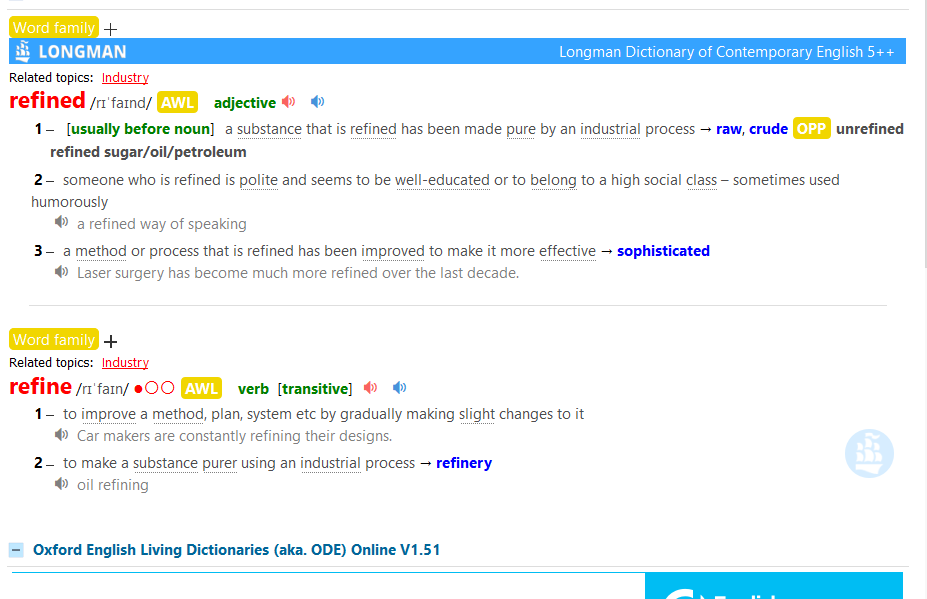 Word family +
LONGMAN Longman Dictionary of Contemporary English 5++
Related topics: Industry
refined /rɪˈfaɪnd/ AWL adjective
1 – [usually before noun] a substance that is refined has been made pure by an industrial process → raw, crude OPP unrefined
refined sugar/oil/petroleum
2 – someone who is refined is polite and seems to be well-educated or to belong to a high social class – sometimes used
humorously
a refined way of speaking
3 – a method or process that is refined has been improved to make it more effective → sophisticated
Laser surgery has become much more refined over the last decade.
Word family +
Related topics: Industry
refine /rɪˈfaɪn/ ●○○ AWL verb [transitive]
1 – to improve a method, plan, system etc by gradually making slight changes to it
Car makers are constantly refining their designs.
2 – to make a substance purer using an industrial process → refinery
oil refining
Oxford English Living Dictionaries (aka. ODE) Online V1.51